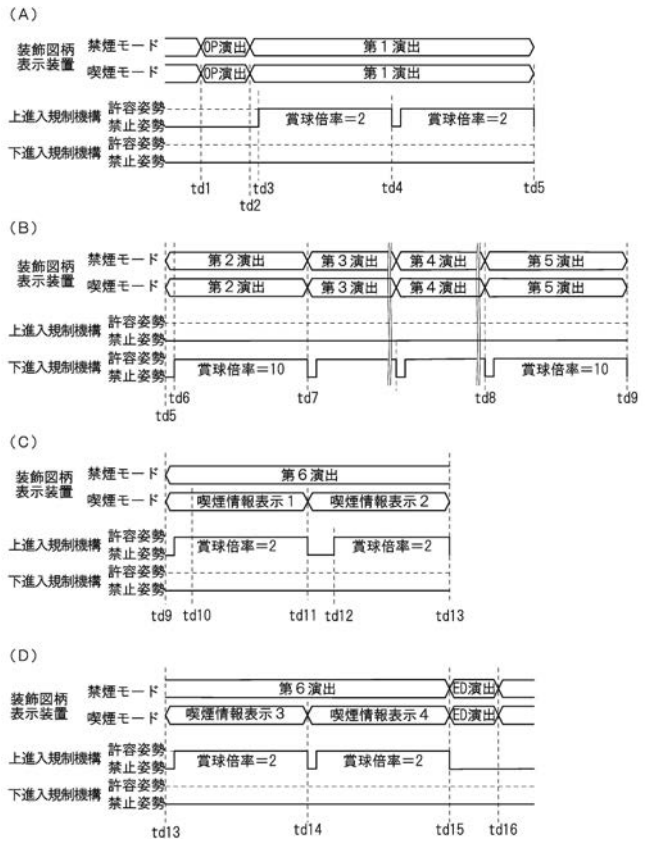 (A)
装飾図柄
表示装置
禁煙モード OP演出 第1演出
喫煙モード OP演出 第1演出
上進入規制機構 許容姿勢
禁止姿勢 賞球倍率=2 賞球倍率=2
下進入規制機構 許容姿勢
禁止姿勢
td1 td3 td4 td5
td2
(B)
装飾図柄
表示装置
禁煙モード 第2演出 第3演出 第4演出 第5演出
喫煙モード 第2演出 第3演出 第4演出 第5演出
上進入規制機構 許容姿勢
禁止姿勢
下進入規制機構 許容姿勢
禁止姿勢 賞球倍率=10 賞球倍率=10
td6 td7 td8 td9
td5
(C)
装飾図柄
表示装置
禁煙モード 第6演出
喫煙モード 喫煙情報表示1 喫煙情報表示2
上進入規制機構 許容姿勢
禁止姿勢 賞球倍率=2 賞球倍率=2
下進入規制機構 許容姿勢
禁止姿勢
td9 td10 td11 td12 td13
(D)
装飾図柄
表示装置
禁煙モード 第6演出 ED演出
喫煙モード 喫煙情報表示3 喫煙情報表示4 ED演出
上進入規制機構 許容姿勢
禁止姿勢 賞球倍率=2 賞球倍率=2
下進入規制機構 許容姿勢
禁止姿勢
td13 td14 td15 td16